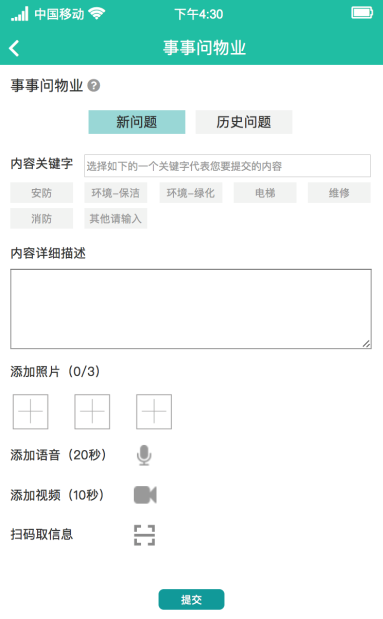 中国移动 下午4:30
事事问物业
事事问物业 ?
新问题 历史问题
内容关键字 选择如下的一个关键字代表您要提交的内容
安防 环境-保洁 环境-绿化 电梯 维修
消防 其他请输入
内容详细描述
添加照片（0/3）
添加语音（20秒）
添加视频（10秒）
扫码取信息
提交